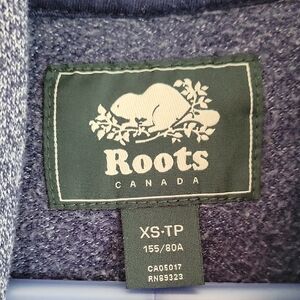 Roots
CANADA
XS-TP
155/80A
CA05017
RN89323